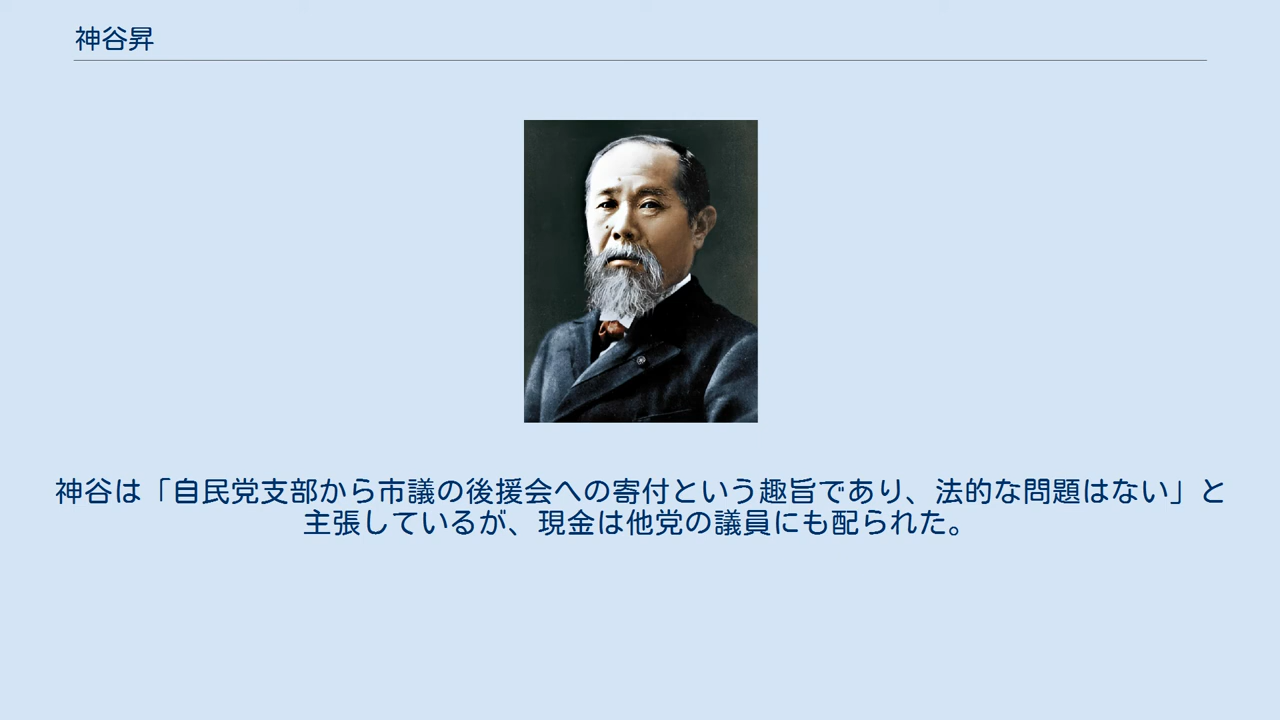 神谷昇
神谷は「自民党支部から市議の後援会への寄付という趣旨であり、法的な問題はない」と
主張しているが、現金は他党の議員にも配られた。